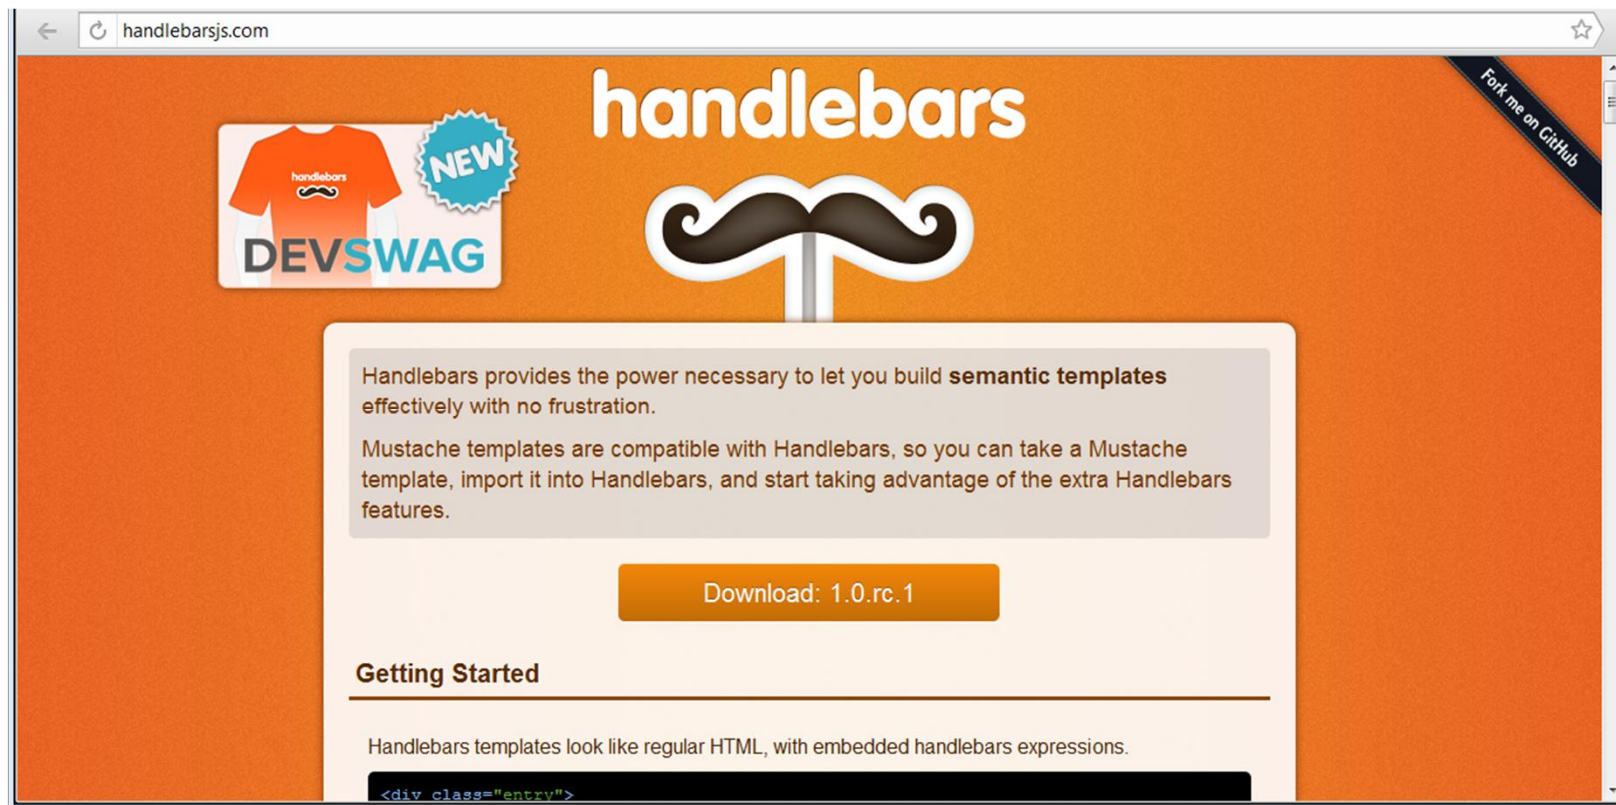 handlebarsjs.com
handlebars
Fork me on GitHub
handlebars
NEW
DEVSWAG
Handlebars provides the power necessary to let you build semantic templates
effectively with no frustration.
Mustache templates are compatible with Handlebars, so you can take a Mustache
template, import it into Handlebars, and start taking advantage of the extra Handlebars
features.
Download: 1.0.rc.1
Getting Started
Handlebars templates look like regular HTML, with embedded handlebars expressions.
<div class="entry">